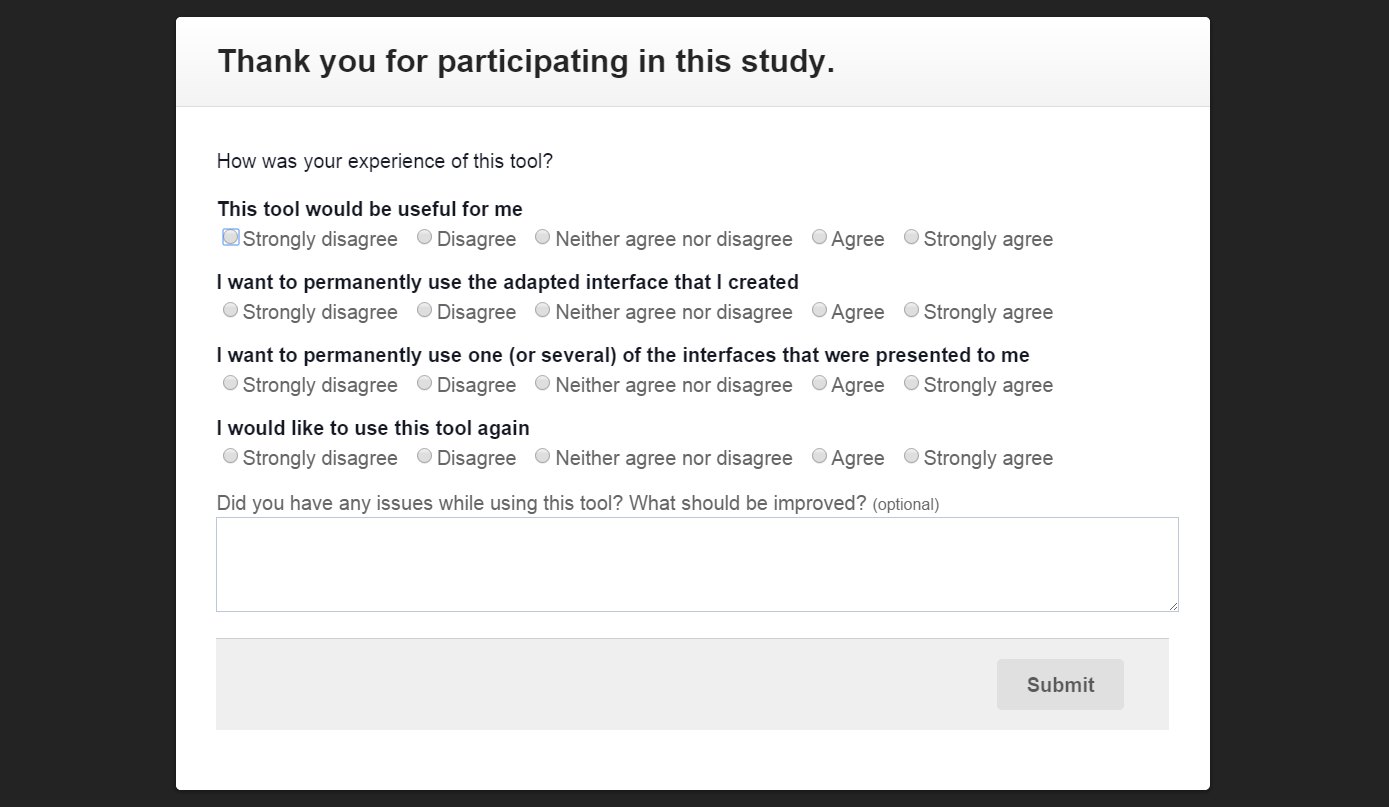 Thank you for participating in this study.
How was your experience of this tool?
This tool would be useful for me
Strongly disagree Disagree Neither agree nor disagree Agree Strongly agree
I want to permanently use the adapted interface that I created
Strongly disagree Disagree Neither agree nor disagree Agree Strongly agree
I want to permanently use one (or several) of the interfaces that were presented to me
Strongly disagree Disagree Neither agree nor disagree Agree Strongly agree
I would like to use this tool again
Strongly disagree Disagree Neither agree nor disagree Agree Strongly agree
Did you have any issues while using this tool? What should be improved? (optional)
Submit